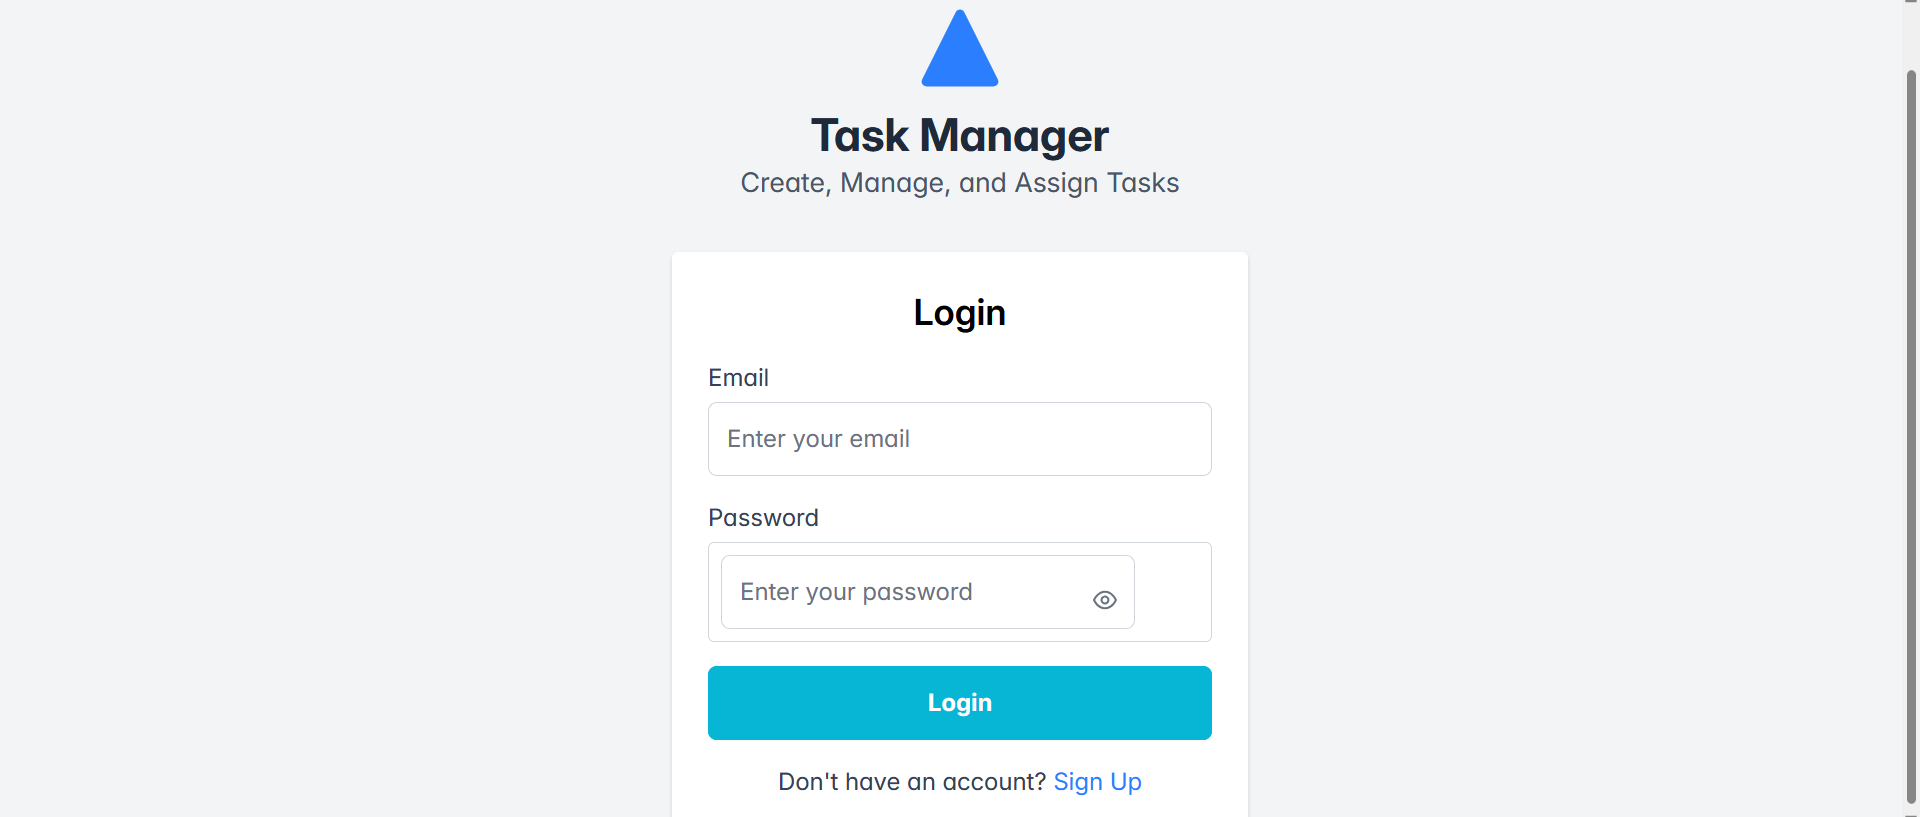 Task Manager
Create, Manage, and Assign Tasks
Login
Email
Enter your email
Password
Enter your password
Login
Don't have an account? Sign Up